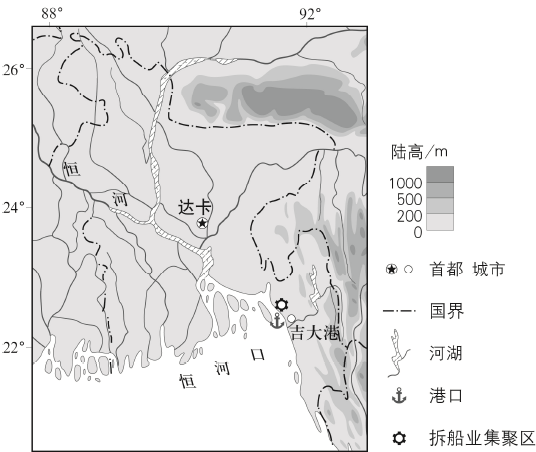 88° 92°
26°
24°
22°
恒
河
达卡
吉大港
恒 河 口
陆高/m
1000
500
200
0
首都 城市
国界
河湖
港口
拆船业集聚区